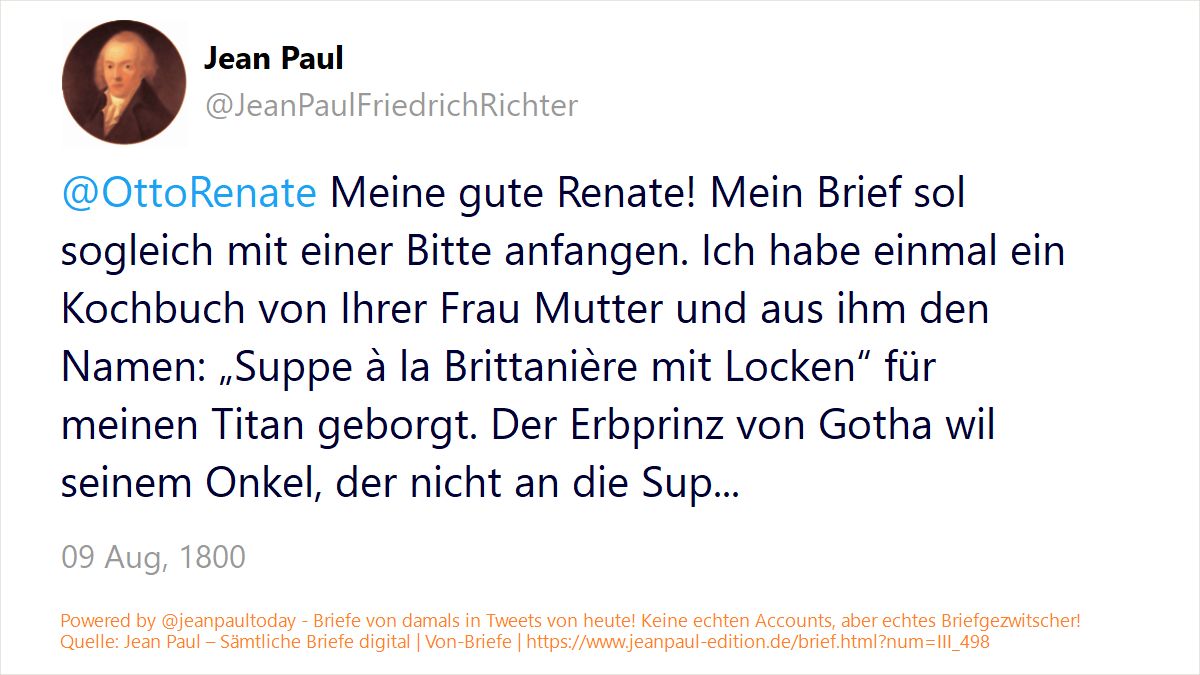 Jean Paul
@JeanPaulFriedrichRichter
@OttoRenate Meine gute Renate! Mein Brief sol
sogleich mit einer Bitte anfangen. Ich habe einmal ein
Kochbuch von Ihrer Frau Mutter und aus ihm den
Namen: „Suppe à la Brittanière mit Locken“ für
meinen Titan geborgt. Der Erbprinz von Gotha wil
seinem Onkel, der nicht an die Sup...
09 Aug, 1800
Powered by @jeanpaultoday - Briefe von damals in Tweets von heute! Keine echten Accounts, aber echtes Briefgezwitscher!
Quelle: Jean Paul – Sämtliche Briefe digital | Von-Briefe | https://www.jeanpaul-edition.de/brief.html?num=III_498